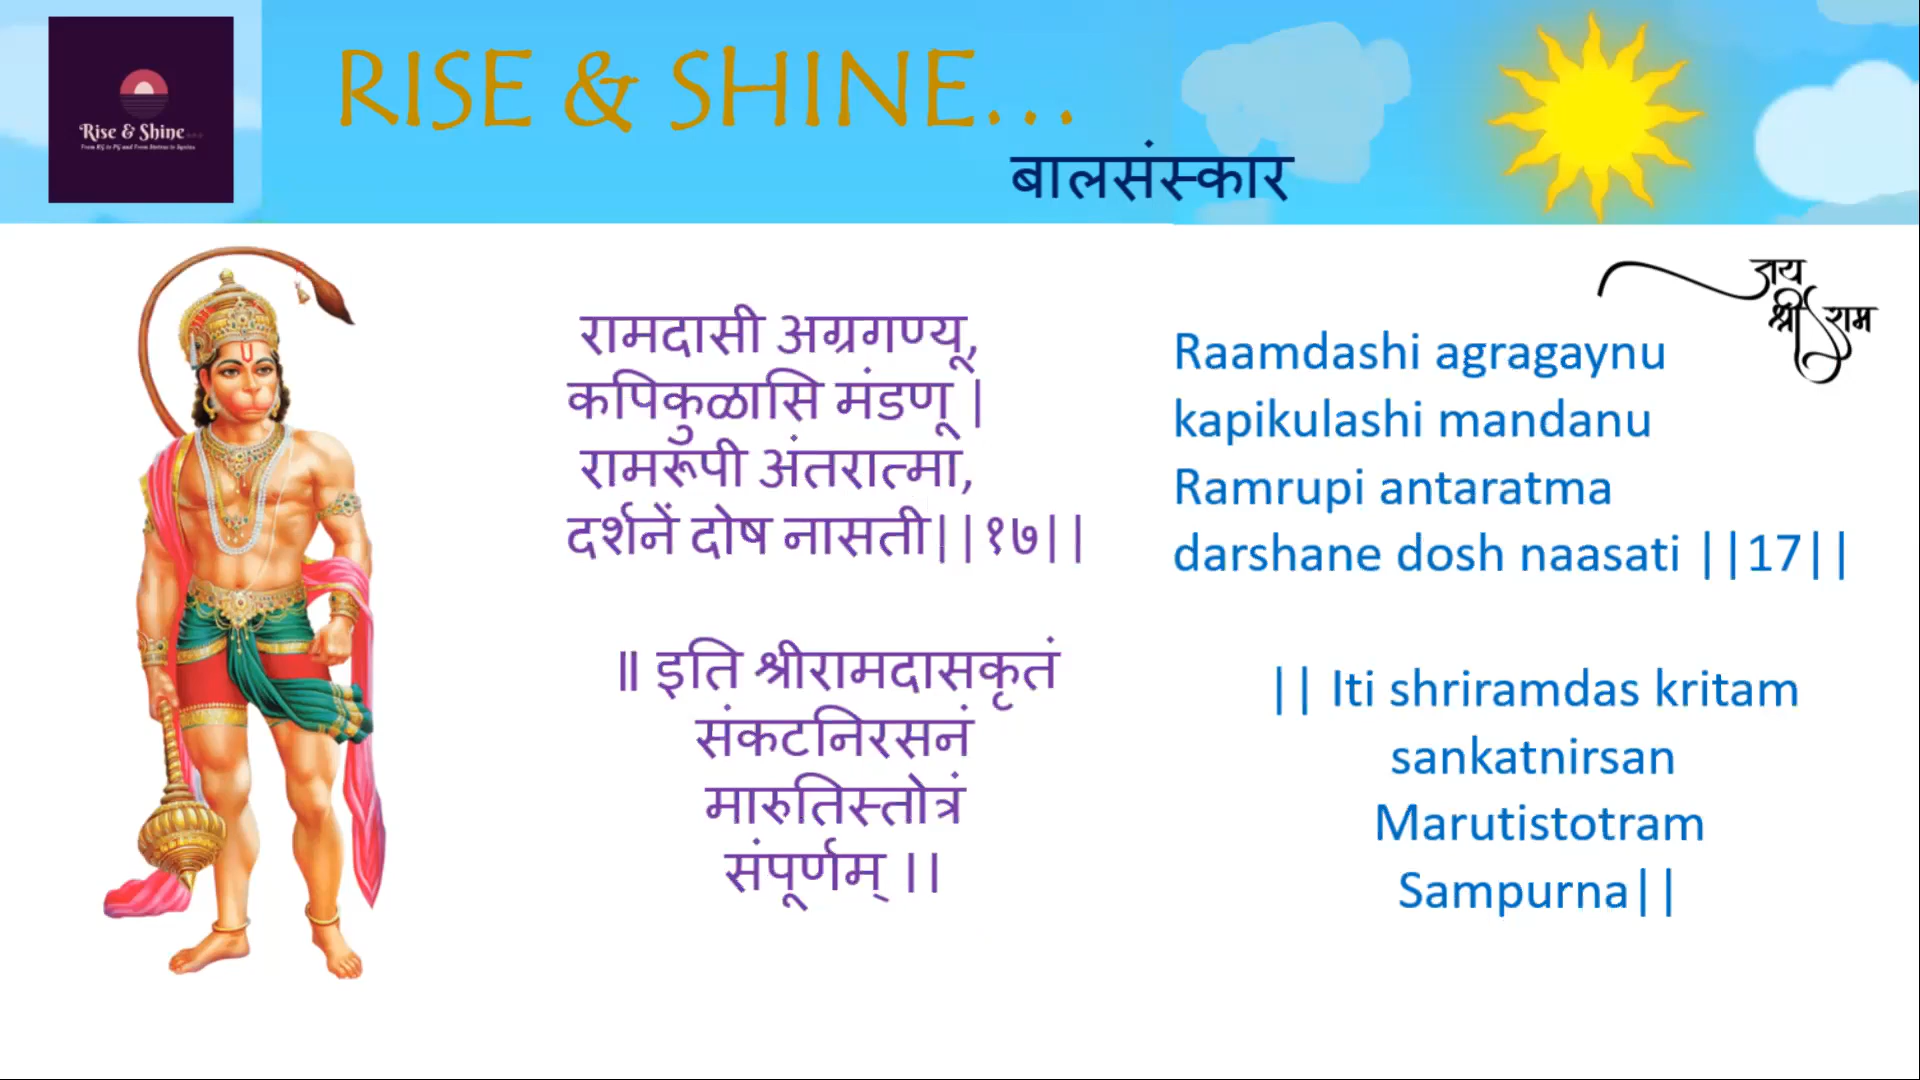 Rise & Shine
RISE & SHINE...
बालसंस्कार
जय
श्री राम
रामदासी अग्रगण्यू,
कपिकुळासि मंडणू |
रामरूपी अंतरात्मा,
दर्शनें दोष नासती||१७||
॥ इति श्रीरामदासकृतं
संकटनिरसनं
मारुतिस्तोत्रं
संपूर्णम् ।।
Raamdashi agragaynu
kapikulashi mandanu
Ramrupi antaratma
darshane dosh naasati ||17||
|| Iti shriramdas kritam
sankatnirsan
Marutistotram
Sampurna||